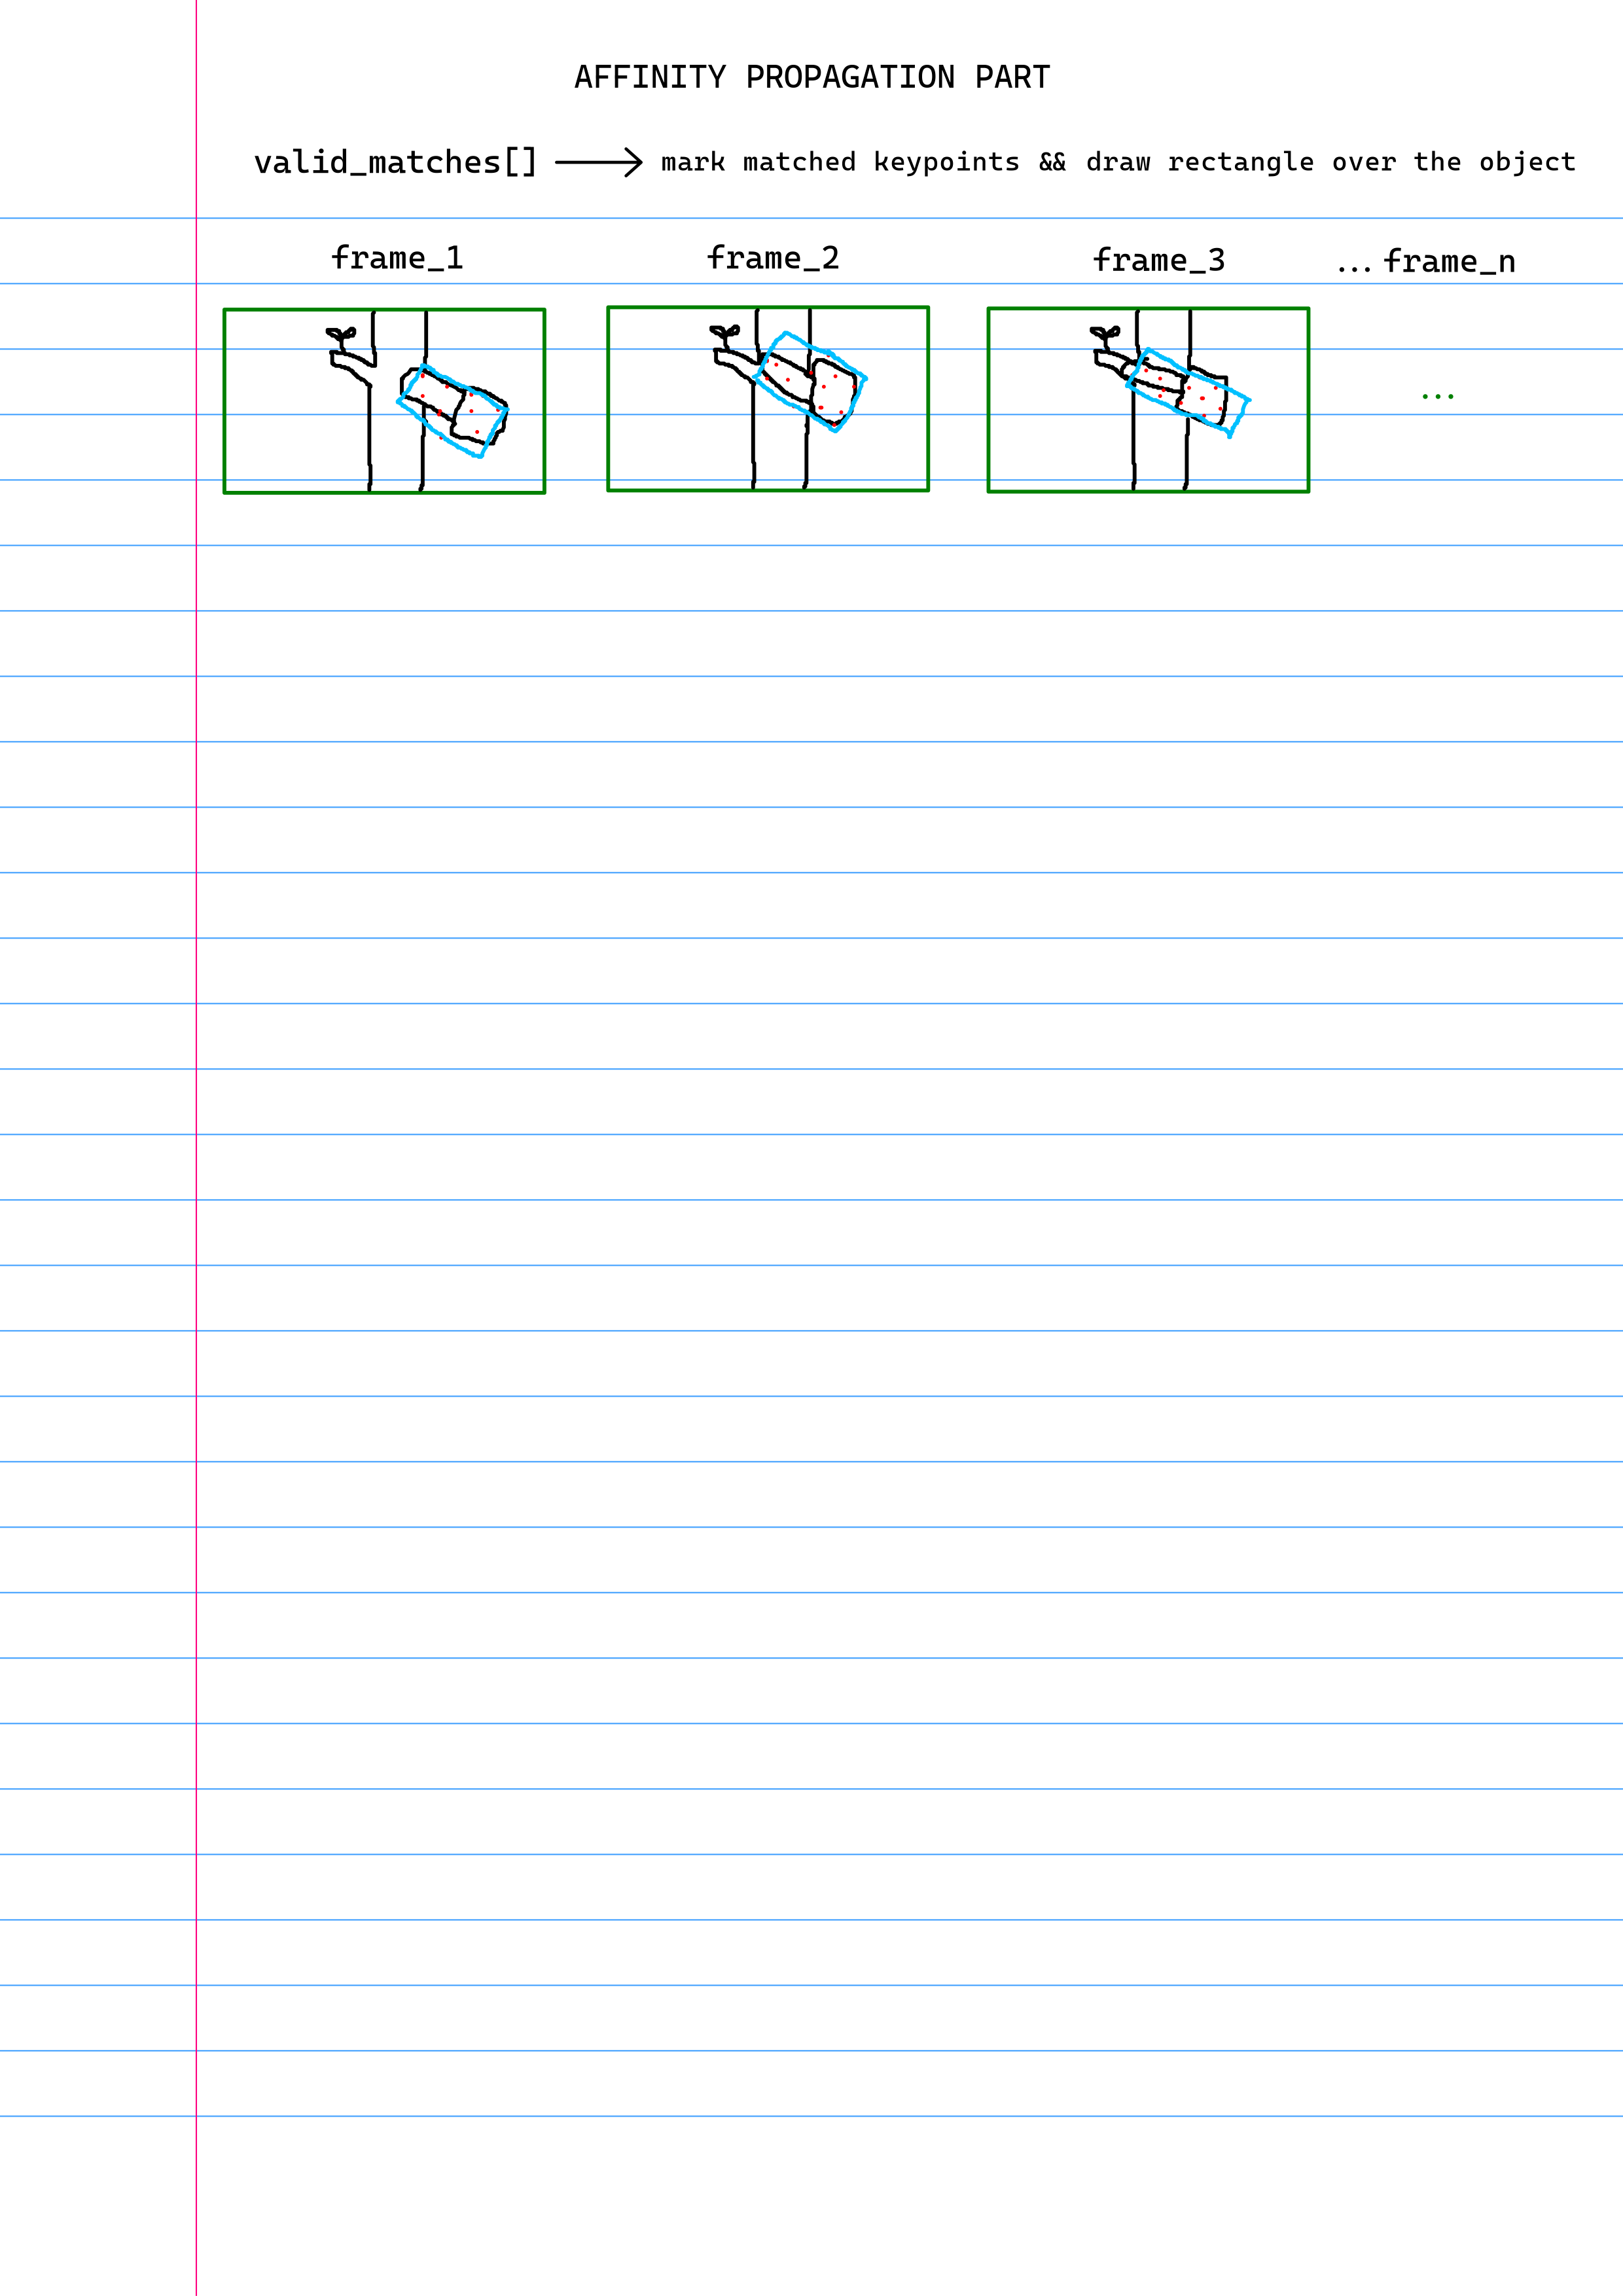 AFFINITY PROPAGATION PART
valid_matches[] → mark matched keypoints && draw rectangle over the object
frame_1 frame_2 frame_3 ... frame_n
...